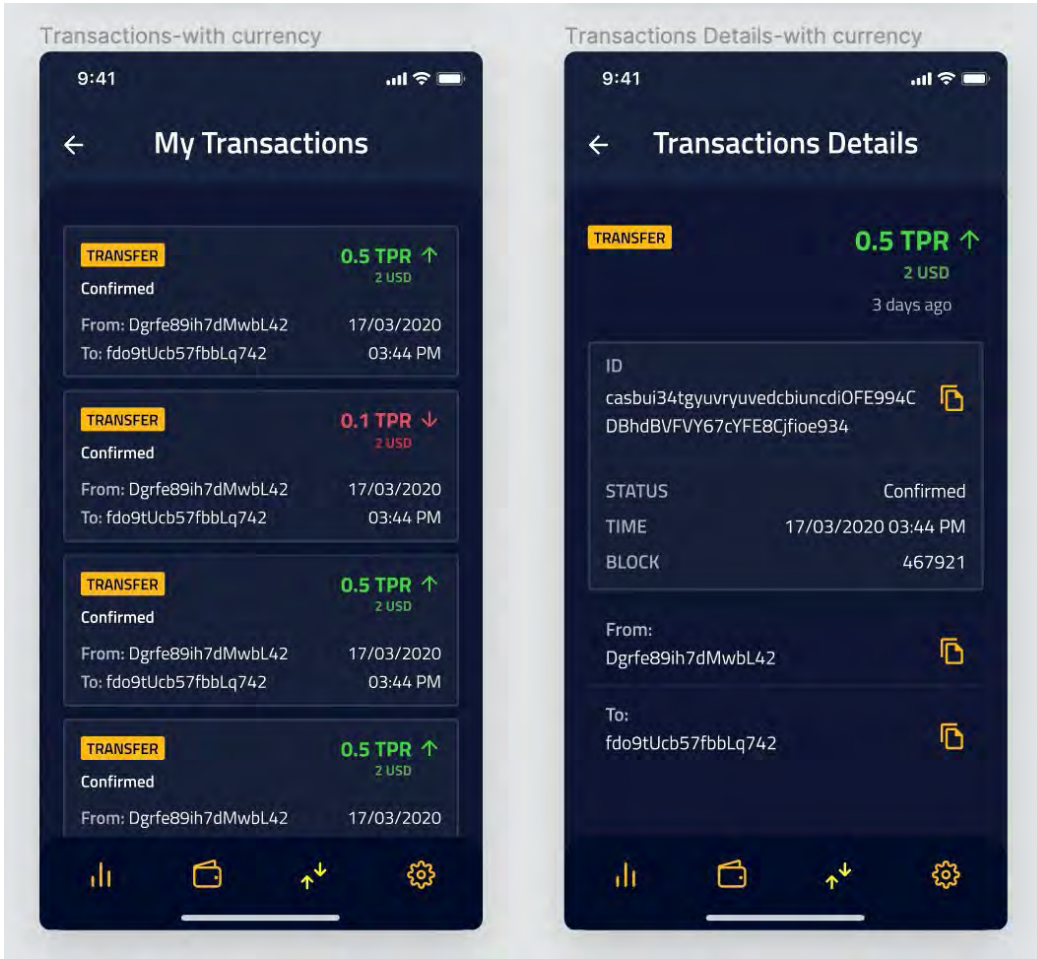 Transactions-with currency
9:41
My Transactions
TRANSFER
0.5 TPR ↑
2 USD
Confirmed
From: Dgrfe89ih7dMwbL42
17/03/2020
To: fdo9tUcb57fbbLq742
03:44 PM
TRANSFER
0.1 TPR ↓
2 USD
Confirmed
From: Dgrfe89ih7dMwbL42
17/03/2020
To: fdo9tUcb57fbbLq742
03:44 PM
TRANSFER
0.5 TPR ↑
2 USD
Confirmed
From: Dgrfe89ih7dMwbL42
17/03/2020
To: fdo9tUcb57fbbLq742
03:44 PM
TRANSFER
0.5 TPR ↑
2 USD
Confirmed
From: Dgrfe89ih7dMwbL42
17/03/2020
Transactions Details-with currency
9:41
Transactions Details
TRANSFER
0.5 TPR ↑
2 USD
3 days ago
ID
casbui34tgyuvryuvedcbiuncdiOFE994C
DBhdBVFVY67cYFE8Cjfioe934
STATUS
Confirmed
TIME
17/03/2020 03:44 PM
BLOCK
467921
From:
Dgrfe89ih7dMwbL42
To:
fdo9tUcb57fbbLq742